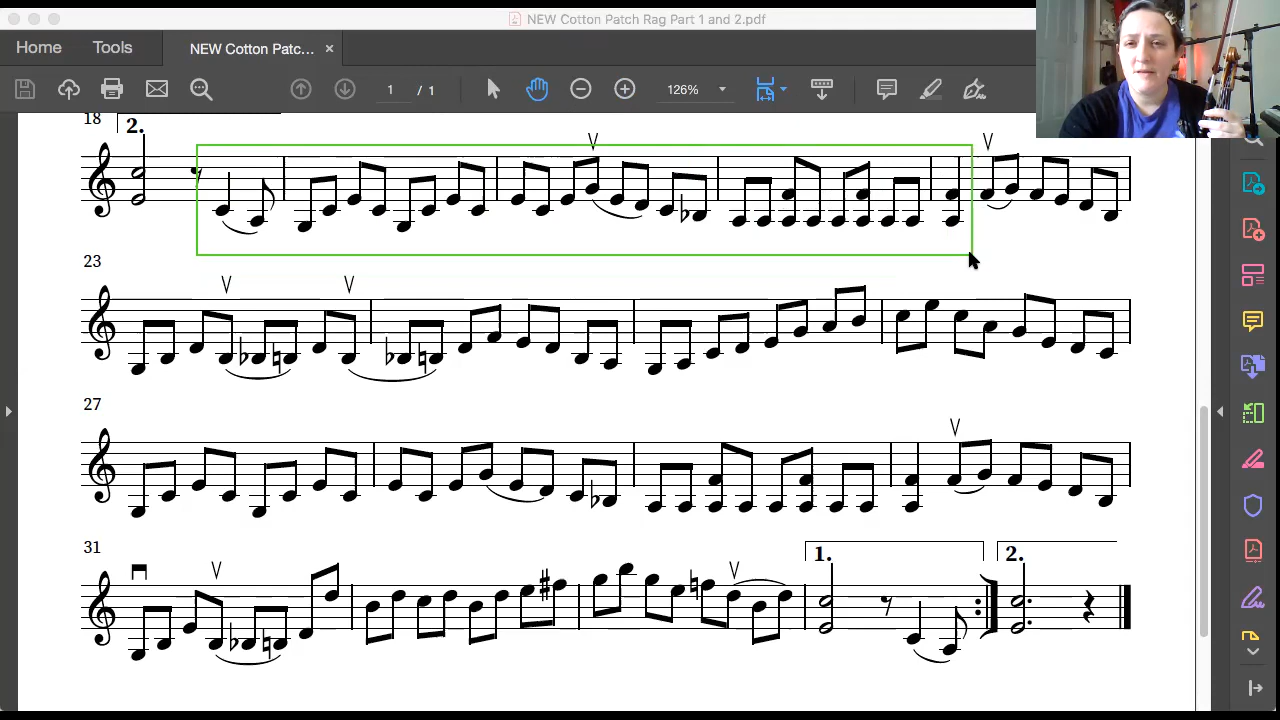 NEW Cotton Patch Rag Part 1 and 2.pdf
Home Tools NEW Cotton Patc... ×
1 / 1 126%
18 2.
23
27
31 1. 2.